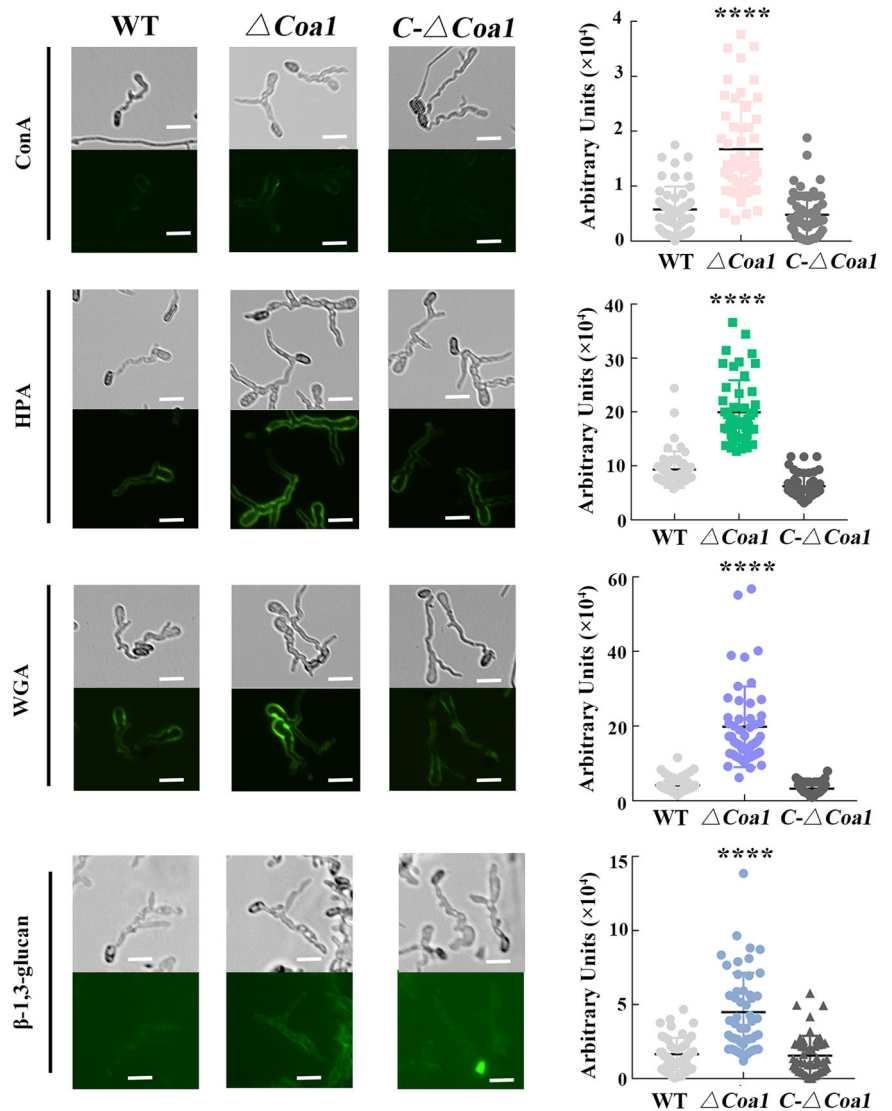 WT △Coa1 C-△Coa1
ConA
Arbitrary Units (×10⁴)
4
3
2
1
0
****
WT △Coa1 C-△Coa1
HPA
Arbitrary Units (×10⁴)
40
30
20
10
0
****
WT △Coa1 C-△Coa1
WGA
Arbitrary Units (×10⁴)
60
40
20
0
****
WT △Coa1 C-△Coa1
β-1,3-glucan
Arbitrary Units (×10⁴)
15
10
5
0
****
WT △Coa1 C-△Coa1